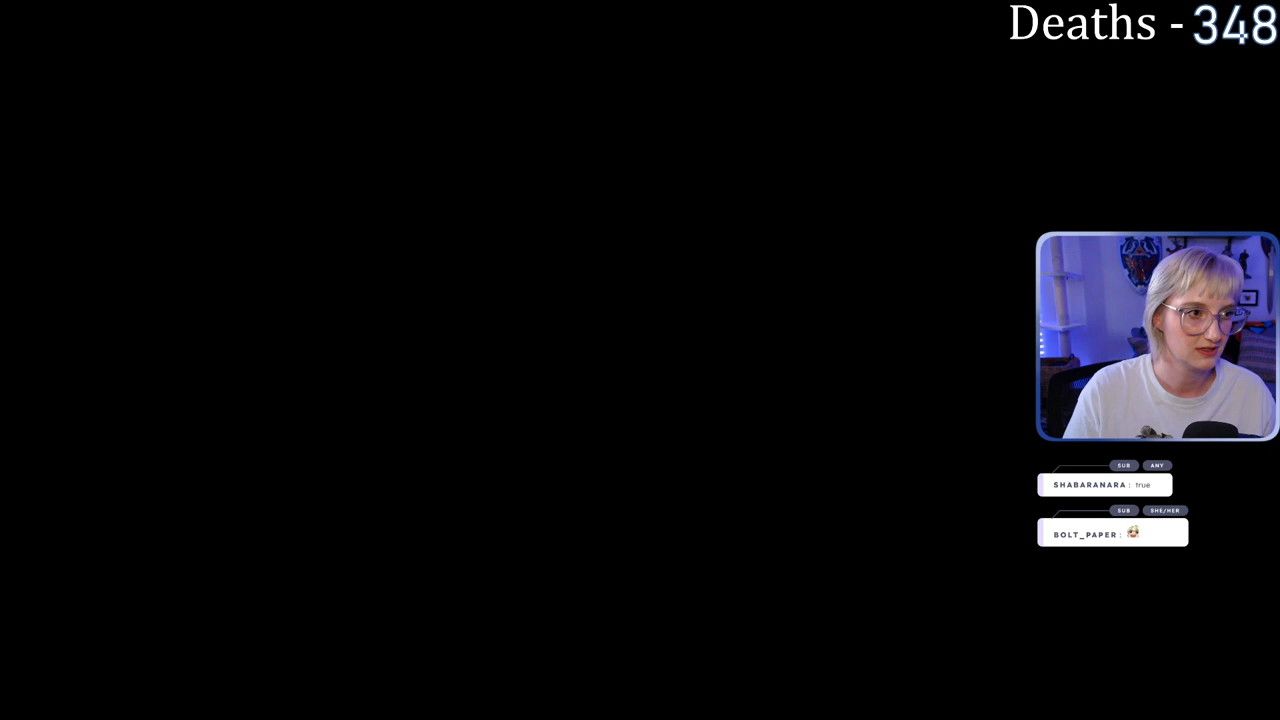 Deaths - 348
SUB ANY
SHABARANARA : true
SUB SHE/HER
BOLT_PAPER :